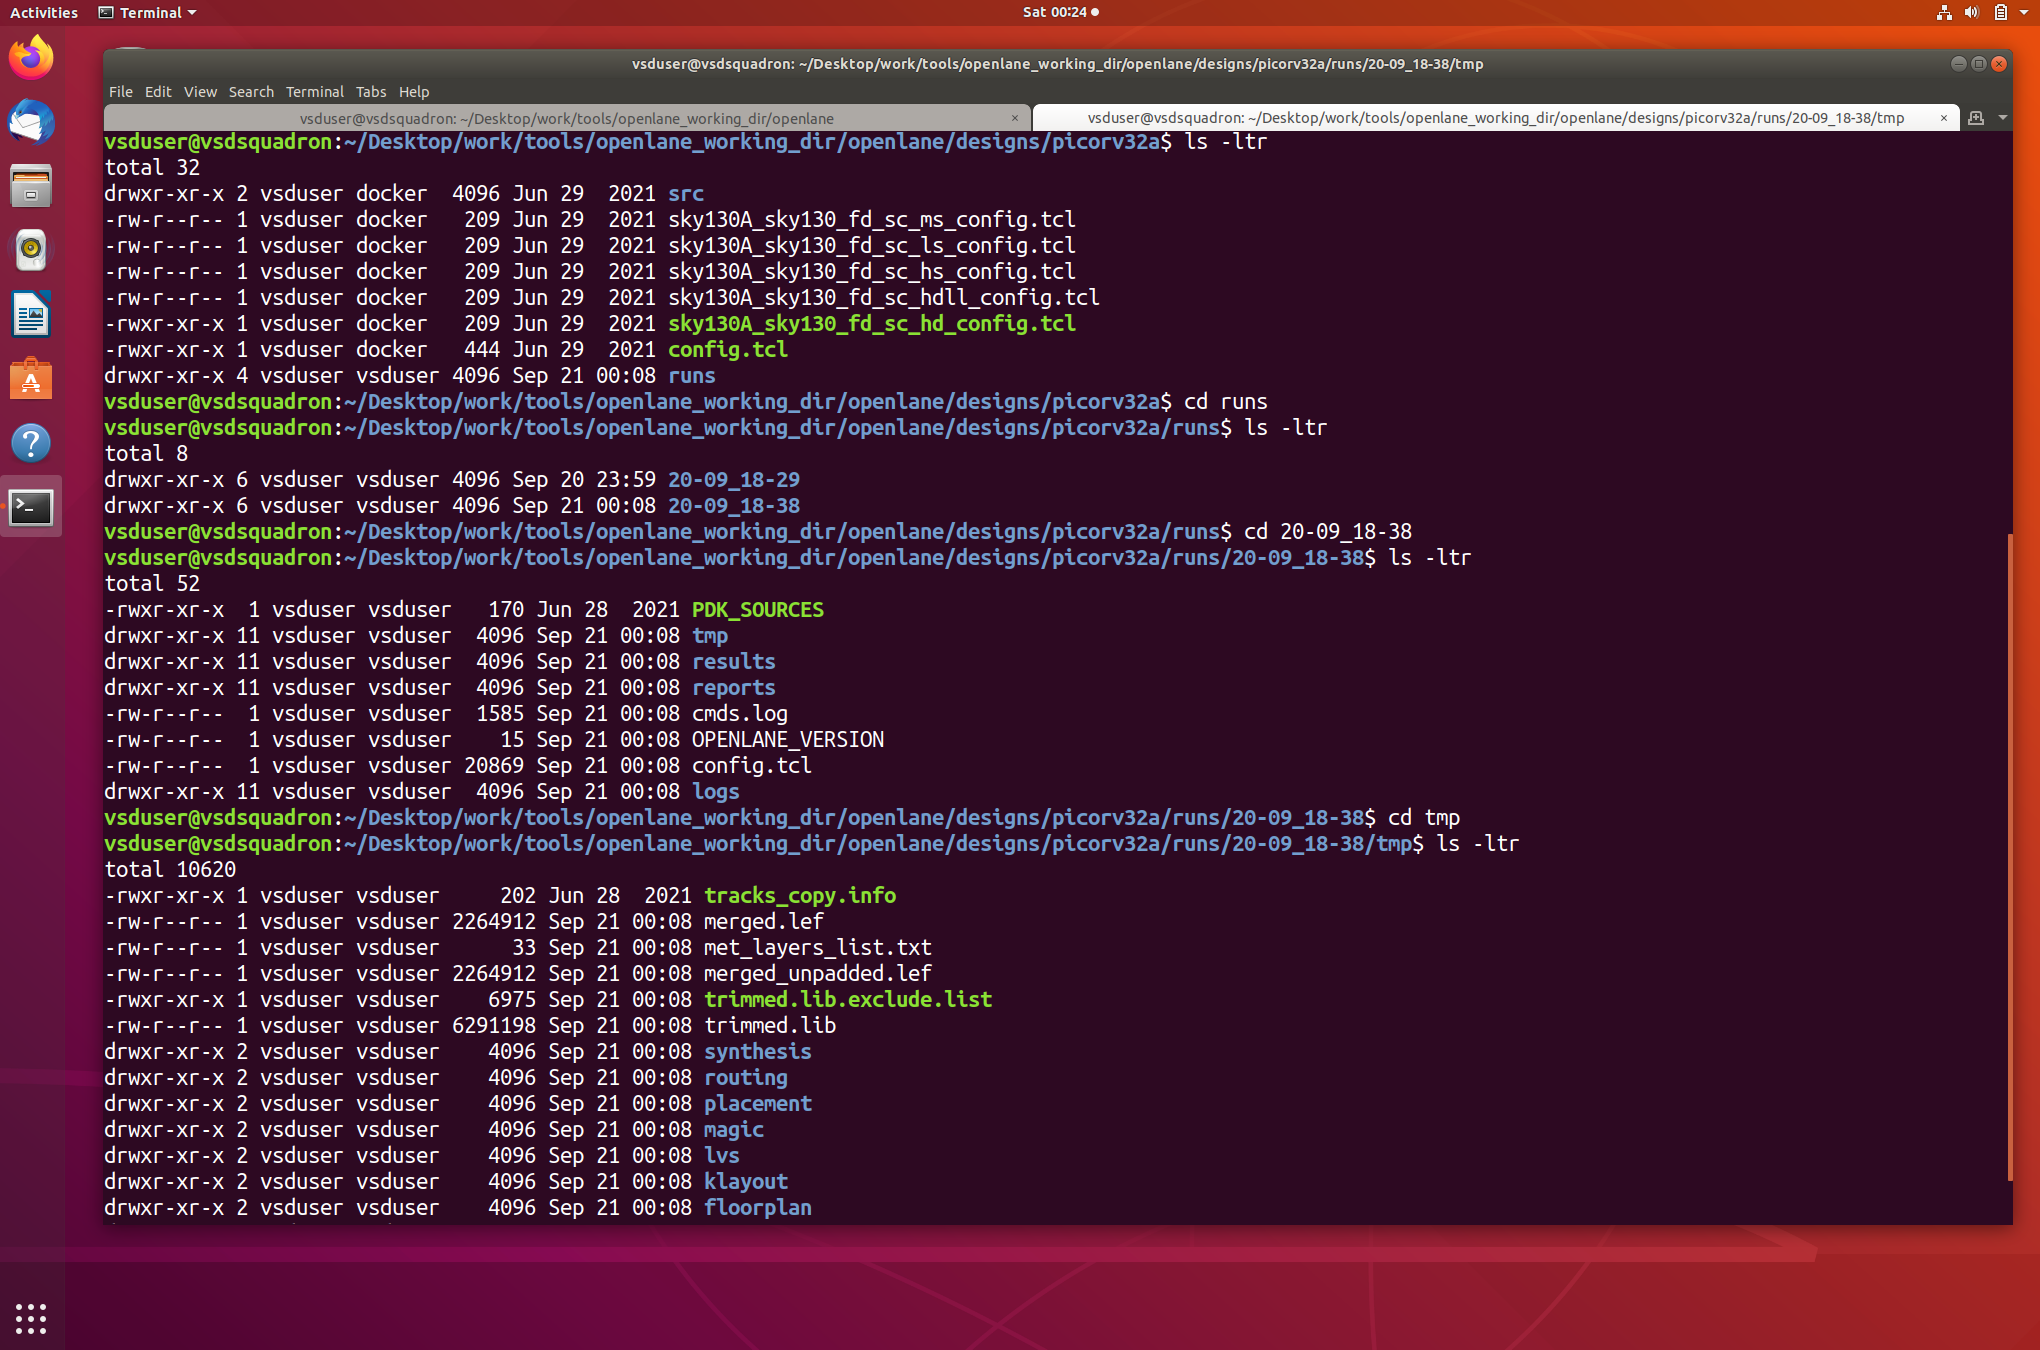 Activities Terminal Sat 00:24
vsduser@vsdsquadron: ~/Desktop/work/tools/openlane_working_dir/openlane/designs/picorv32a/runs/20-09_18-38/tmp
File Edit View Search Terminal Tabs Help
vsduser@vsdsquadron: ~/Desktop/work/tools/openlane_working_dir/openlane × vsduser@vsdsquadron: ~/Desktop/work/tools/openlane_working_dir/openlane/designs/picorv32a/runs/20-09_18-38/tmp ×
vsduser@vsdsquadron:~/Desktop/work/tools/openlane_working_dir/openlane/designs/picorv32a$ ls -ltr
total 32
drwxr-xr-x 2 vsduser docker  4096 Jun 29  2021 src
-rw-r--r-- 1 vsduser docker   209 Jun 29  2021 sky130A_sky130_fd_sc_ms_config.tcl
-rw-r--r-- 1 vsduser docker   209 Jun 29  2021 sky130A_sky130_fd_sc_ls_config.tcl
-rw-r--r-- 1 vsduser docker   209 Jun 29  2021 sky130A_sky130_fd_sc_hs_config.tcl
-rw-r--r-- 1 vsduser docker   209 Jun 29  2021 sky130A_sky130_fd_sc_hdll_config.tcl
-rwxr-xr-x 1 vsduser docker   209 Jun 29  2021 sky130A_sky130_fd_sc_hd_config.tcl
-rwxr-xr-x 1 vsduser docker   444 Jun 29  2021 config.tcl
drwxr-xr-x 4 vsduser vsduser 4096 Sep 21 00:08 runs
vsduser@vsdsquadron:~/Desktop/work/tools/openlane_working_dir/openlane/designs/picorv32a$ cd runs
vsduser@vsdsquadron:~/Desktop/work/tools/openlane_working_dir/openlane/designs/picorv32a/runs$ ls -ltr
total 8
drwxr-xr-x 6 vsduser vsduser 4096 Sep 20 23:59 20-09_18-29
drwxr-xr-x 6 vsduser vsduser 4096 Sep 21 00:08 20-09_18-38
vsduser@vsdsquadron:~/Desktop/work/tools/openlane_working_dir/openlane/designs/picorv32a/runs$ cd 20-09_18-38
vsduser@vsdsquadron:~/Desktop/work/tools/openlane_working_dir/openlane/designs/picorv32a/runs/20-09_18-38$ ls -ltr
total 52
-rwxr-xr-x  1 vsduser vsduser   170 Jun 28  2021 PDK_SOURCES
drwxr-xr-x 11 vsduser vsduser  4096 Sep 21 00:08 tmp
drwxr-xr-x 11 vsduser vsduser  4096 Sep 21 00:08 results
drwxr-xr-x 11 vsduser vsduser  4096 Sep 21 00:08 reports
-rw-r--r--  1 vsduser vsduser  1585 Sep 21 00:08 cmds.log
-rw-r--r--  1 vsduser vsduser    15 Sep 21 00:08 OPENLANE_VERSION
-rw-r--r--  1 vsduser vsduser 20869 Sep 21 00:08 config.tcl
drwxr-xr-x 11 vsduser vsduser  4096 Sep 21 00:08 logs
vsduser@vsdsquadron:~/Desktop/work/tools/openlane_working_dir/openlane/designs/picorv32a/runs/20-09_18-38$ cd tmp
vsduser@vsdsquadron:~/Desktop/work/tools/openlane_working_dir/openlane/designs/picorv32a/runs/20-09_18-38/tmp$ ls -ltr
total 10620
-rwxr-xr-x 1 vsduser vsduser     202 Jun 28  2021 tracks_copy.info
-rw-r--r-- 1 vsduser vsduser 2264912 Sep 21 00:08 merged.lef
-rw-r--r-- 1 vsduser vsduser      33 Sep 21 00:08 met_layers_list.txt
-rw-r--r-- 1 vsduser vsduser 2264912 Sep 21 00:08 merged_unpadded.lef
-rwxr-xr-x 1 vsduser vsduser    6975 Sep 21 00:08 trimmed.lib.exclude.list
-rw-r--r-- 1 vsduser vsduser 6291198 Sep 21 00:08 trimmed.lib
drwxr-xr-x 2 vsduser vsduser    4096 Sep 21 00:08 synthesis
drwxr-xr-x 2 vsduser vsduser    4096 Sep 21 00:08 routing
drwxr-xr-x 2 vsduser vsduser    4096 Sep 21 00:08 placement
drwxr-xr-x 2 vsduser vsduser    4096 Sep 21 00:08 magic
drwxr-xr-x 2 vsduser vsduser    4096 Sep 21 00:08 lvs
drwxr-xr-x 2 vsduser vsduser    4096 Sep 21 00:08 klayout
drwxr-xr-x 2 vsduser vsduser    4096 Sep 21 00:08 floorplan